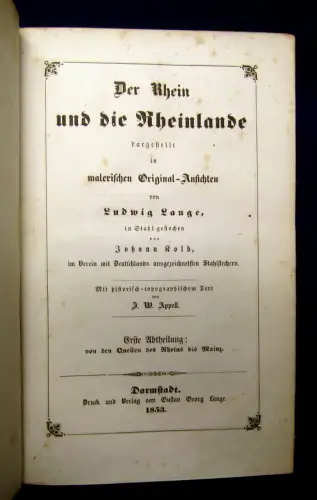 Der Rhein
und die Rheinlande
dargestellt
in
malerischen Original-Ansichten
von
Ludwig Lange,
in Stahl gestochen
von
Johann Kolb,
im Verein mit Deutschlands ausgezeichnetsten Stahlstechern.
Mit historisch-topographischem Text
von
J. W. Appell.
Erste Abtheilung:
von den Quellen des Rheins bis Mainz.
Darmstadt.
Druck und Verlag von Gustav Georg Lange.
1853.